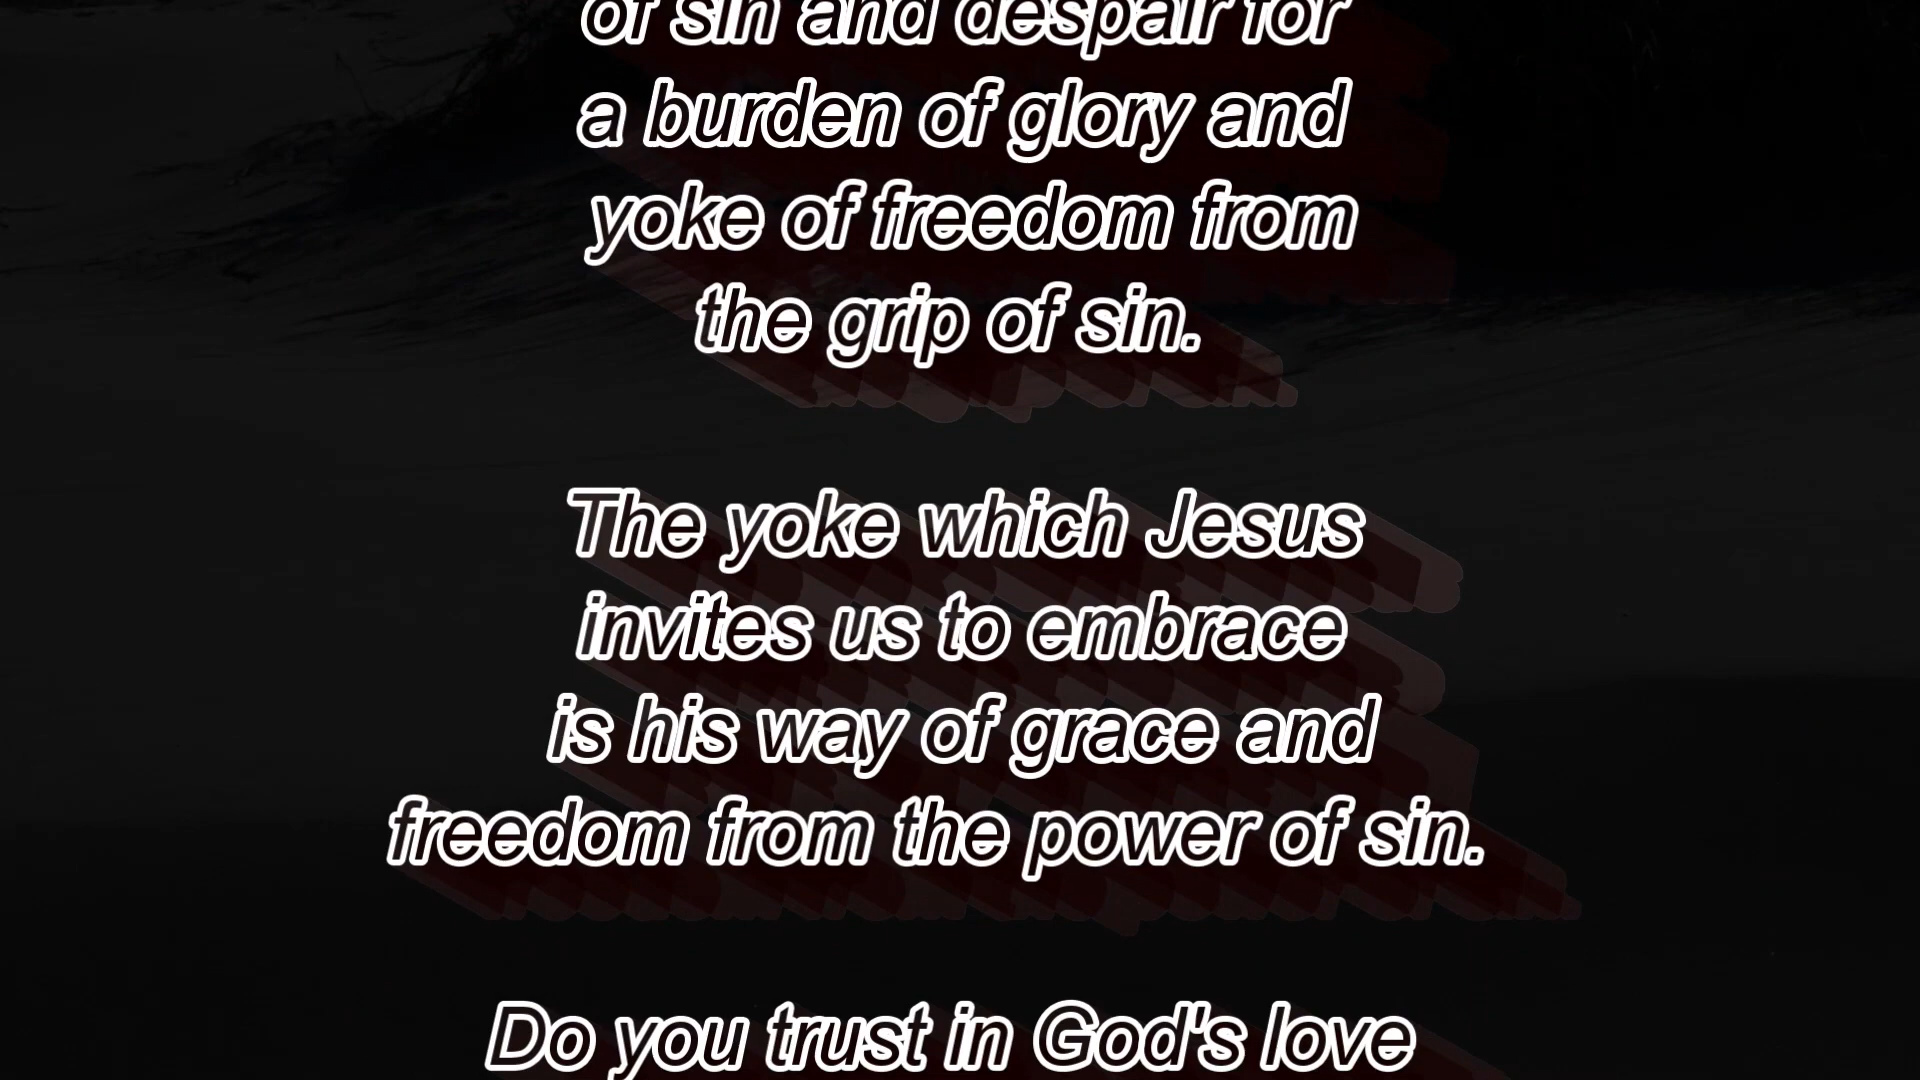 of sin and despair for
a burden of glory and
yoke of freedom from
the grip of sin.
The yoke which Jesus
invites us to embrace
is his way of grace and
freedom from the power of sin.
Do you trust in God's love